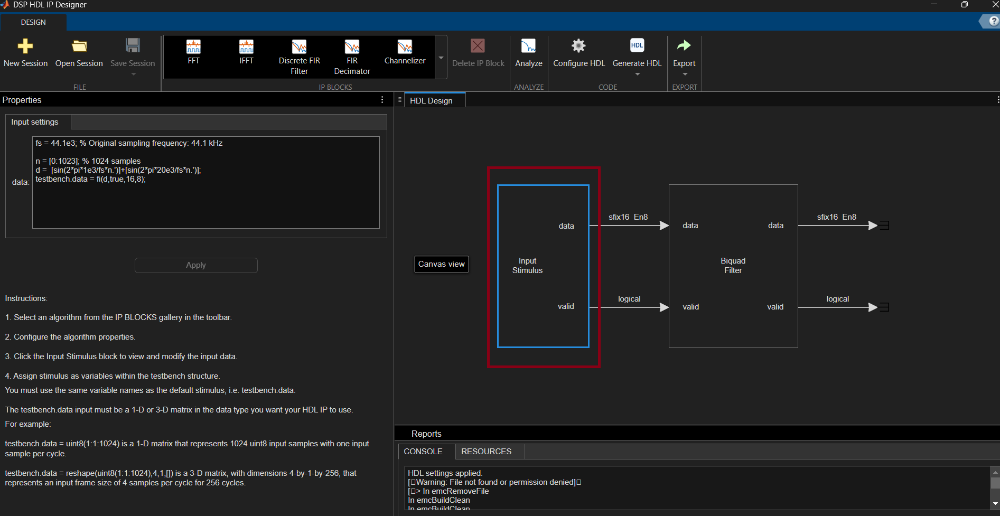 DSP HDL IP Designer
DESIGN
New Session
Open Session
Save Session
FILE
FFT
IFFT
Discrete FIR
Filter
FIR
Decimator
Channelizer
IP BLOCKS
Delete IP Block
Analyze
ANALYZE
Configure HDL
HDL
Generate HDL
CODE
Export
EXPORT
?
Properties
HDL Design
Input settings
data:
fs = 44.1e3; % Original sampling frequency: 44.1 kHz
n = [0:1023]; % 1024 samples
d =  [sin(2*pi*1e3/fs*n.')]+[sin(2*pi*20e3/fs*n.')];
testbench.data = fi(d,true,16,8);
Apply
Instructions:
1. Select an algorithm from the IP BLOCKS gallery in the toolbar.
2. Configure the algorithm properties.
3. Click the Input Stimulus block to view and modify the input data.
4. Assign stimulus as variables within the testbench structure.
You must use the same variable names as the default stimulus, i.e. testbench.data.
The testbench.data input must be a 1-D or 3-D matrix in the data type you want your HDL IP to use.
For example:
testbench.data = uint8(1:1:1024) is a 1-D matrix that represents 1024 uint8 input samples with one input
sample per cycle.
testbench.data = reshape(uint8(1:1:1024),4,1,[]) is a 3-D matrix, with dimensions 4-by-1-by-256, that
represents an input frame size of 4 samples per cycle for 256 cycles.
Canvas view
Input
Stimulus
data
valid
sfix16_En8
logical
data
valid
Biquad
Filter
data
valid
sfix16_En8
logical
Reports
CONSOLE
RESOURCES
HDL settings applied.
[□Warning: File not found or permission denied]□
[□> In emcRemoveFile
In emcBuildClean
In emcBuildClean